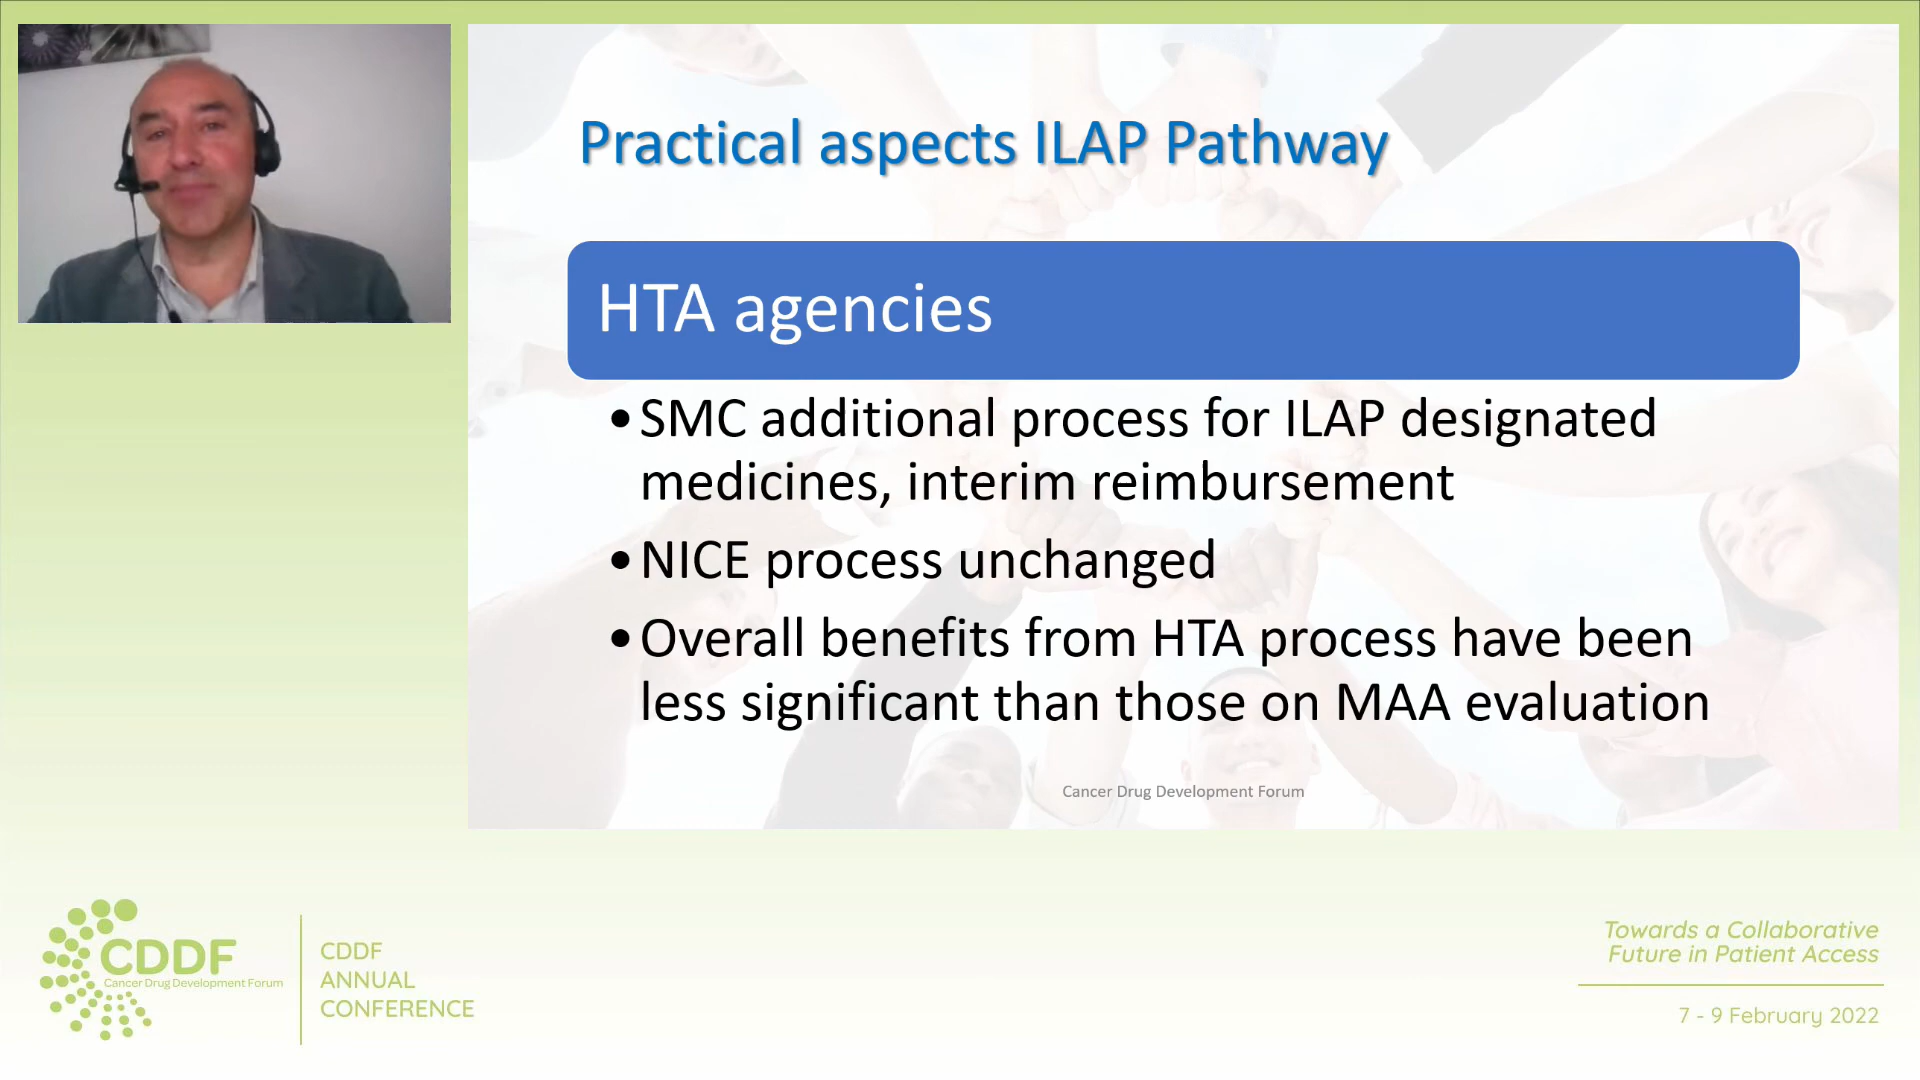 Practical aspects ILAP Pathway
HTA agencies
•SMC additional process for ILAP designated
medicines, interim reimbursement
•NICE process unchanged
•Overall benefits from HTA process have been
less significant than those on MAA evaluation
Cancer Drug Development Forum
CDDF
Cancer Drug Development Forum
CDDF
ANNUAL
CONFERENCE
Towards a Collaborative
Future in Patient Access
7 - 9 February 2022